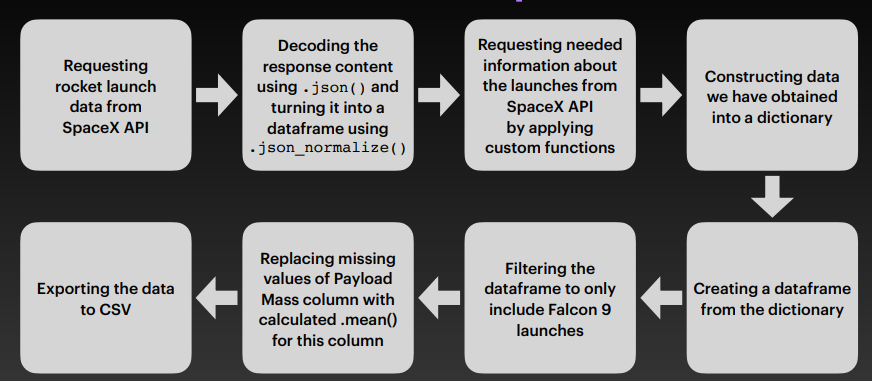 Requesting
rocket launch
data from
SpaceX API
Decoding the
response content
using .json() and
turning it into a
dataframe using
.json_normalize()
Requesting needed
information about
the launches from
SpaceX API
by applying
custom functions
Constructing data
we have obtained
into a dictionary
Creating a dataframe
from the dictionary
Filtering the
dataframe to only
include Falcon 9
launches
Replacing missing
values of Payload
Mass column with
calculated .mean()
for this column
Exporting the data
to CSV